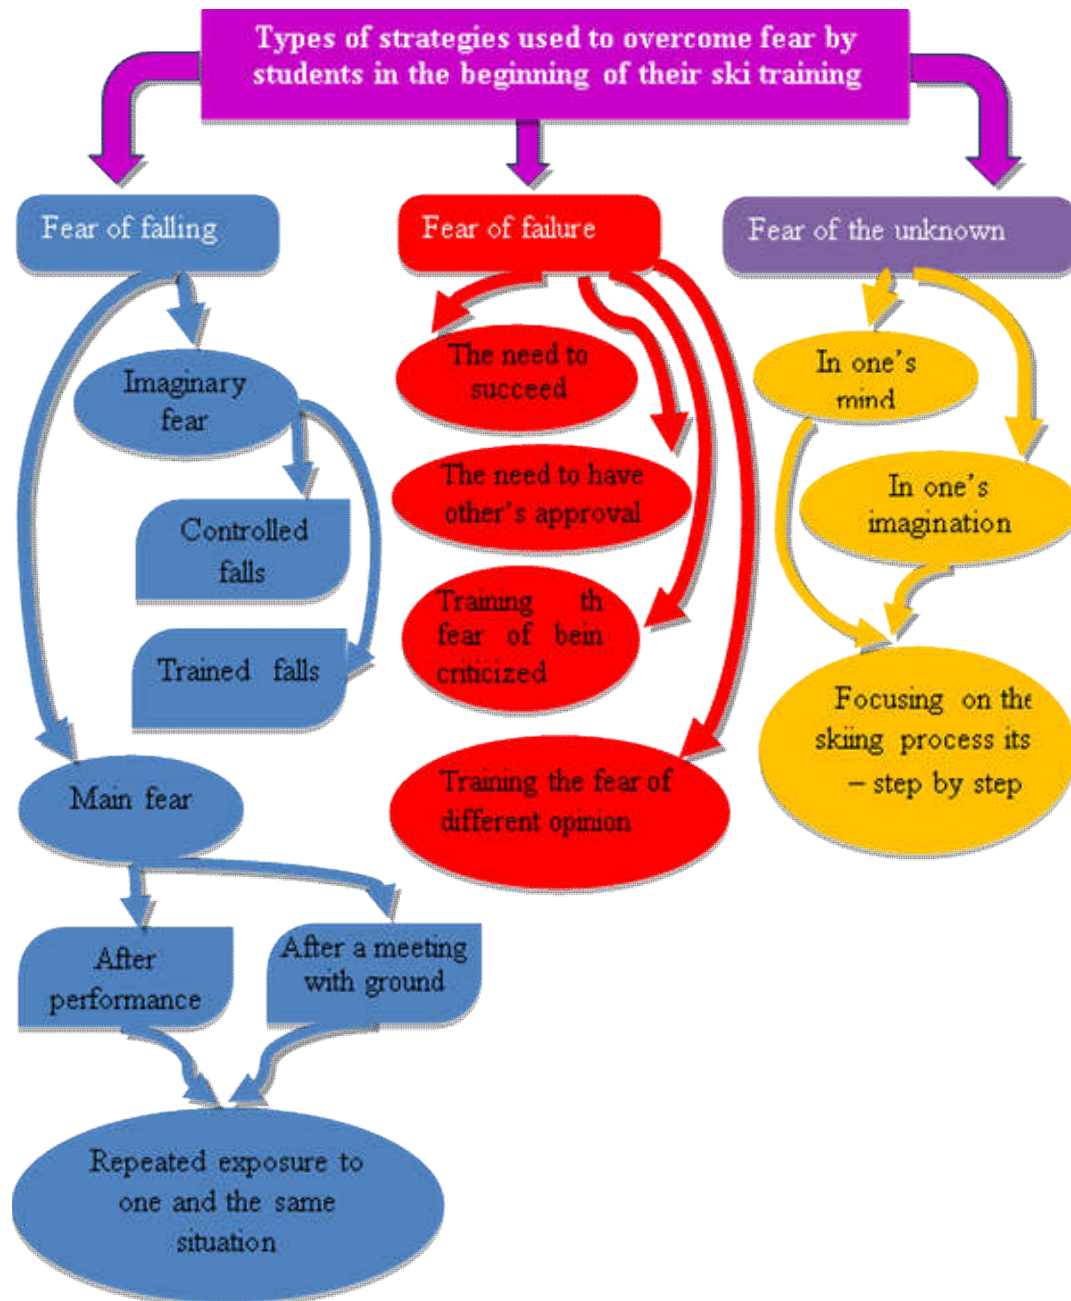 Types of strategies used to overcome fear by
students in the beginning of their ski training
Fear of falling
Fear of failure
Fear of the unknown
Imaginary
fear
Controlled
falls
Trained falls
Main fear
After
performance
After a meeting
with ground
Repeated exposure to
one and the same
situation
The need to
succeed
The need to have
other's approval
Training th
fear of bein
criticized
Training the fear of
different opinion
In one's
mind
In one's
imagination
Focusing on the
skiing process its
– step by step